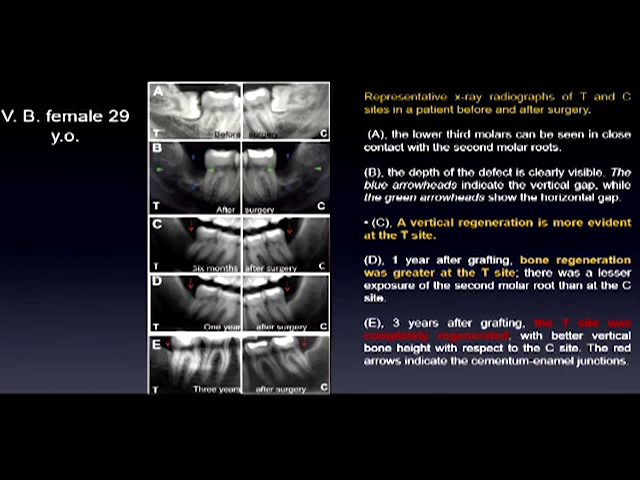 V. B. female 29
y.o.
A
T
Before
surgery
C
B
T
After
surgery
C
C
T
Six months
after surgery
C
D
T
One year
after surgery
C
E
T
Three years
after surgery
C
Representative x-ray radiographs of T and C
sites in a patient before and after surgery.
(A), the lower third molars can be seen in close
contact with the second molar roots.
(B), the depth of the defect is clearly visible. The
blue arrowheads indicate the vertical gap, while
the green arrowheads show the horizontal gap.
• (C), A vertical regeneration is more evident
at the T site.
(D), 1 year after grafting, bone regeneration
was greater at the T site; there was a lesser
exposure of the second molar root than at the C
site.
(E), 3 years after grafting, the T site was
completely regenerated, with better vertical
bone height with respect to the C site. The red
arrows indicate the cementum-enamel junctions.